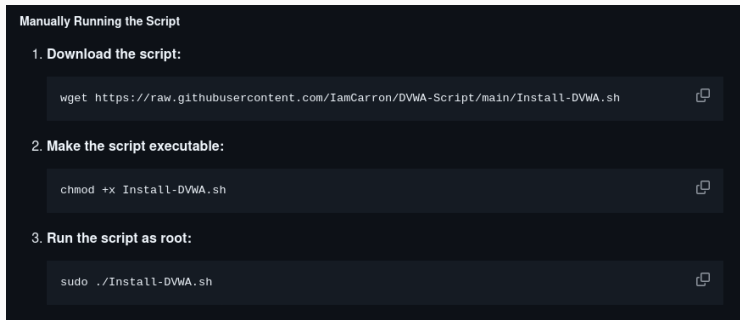 Manually Running the Script
1. Download the script:
wget https://raw.githubusercontent.com/IamCarron/DVWA-Script/main/Install-DVWA.sh
2. Make the script executable:
chmod +x Install-DVWA.sh
3. Run the script as root:
sudo ./Install-DVWA.sh